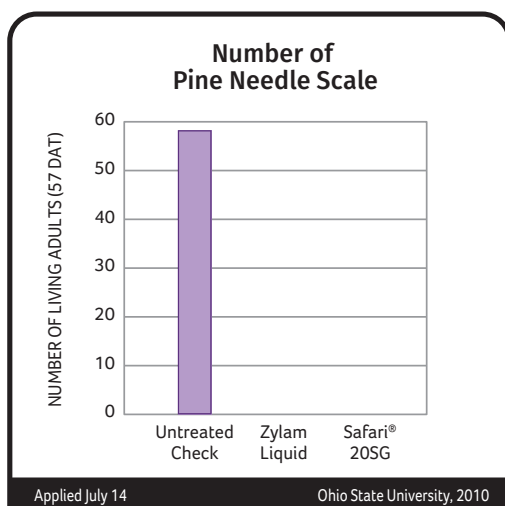 Number of
Pine Needle Scale
NUMBER OF LIVING ADULTS (57 DAT)
60
50
40
30
20
10
0
Untreated
Check
Zylam
Liquid
Safari®
20SG
Applied July 14
Ohio State University, 2010